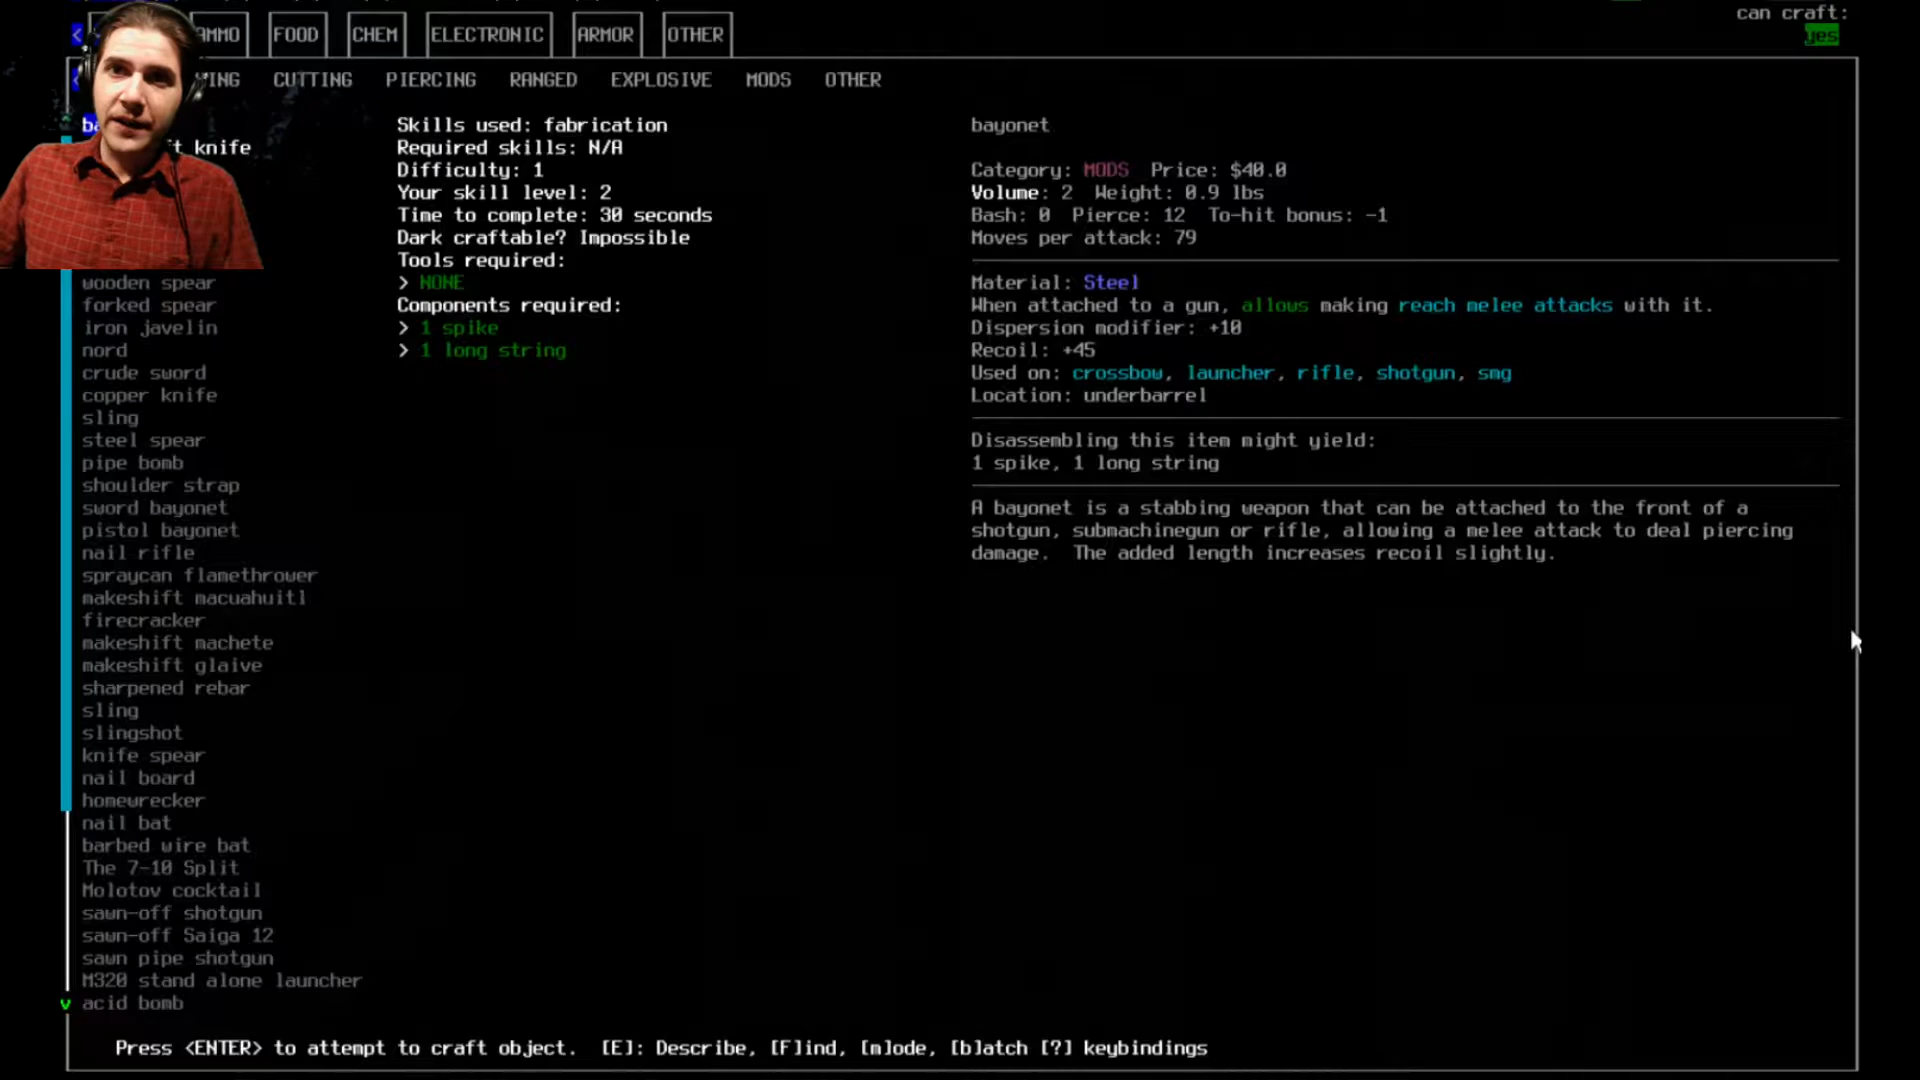 can craft:
< AMMO FOOD CHEM ELECTRONIC ARMOR OTHER yes
CUTTING PIERCING RANGED EXPLOSIVE MODS OTHER
Skills used: fabrication
Required skills: N/A
Difficulty: 1
Your skill level: 2
Time to complete: 30 seconds
Dark craftable? Impossible
Tools required:
> NONE
Components required:
> 1 spike
> 1 long string
knife
wooden spear
forked spear
iron javelin
nord
crude sword
copper knife
sling
steel spear
pipe bomb
shoulder strap
sword bayonet
pistol bayonet
nail rifle
spraycan flamethrower
makeshift macuahuitl
firecracker
makeshift machete
makeshift glaive
sharpened rebar
sling
slingshot
knife spear
nail board
homewrecker
nail bat
barbed wire bat
The 7-10 Split
Molotov cocktail
sawn-off shotgun
sawn-off Saiga 12
sawn pipe shotgun
M320 stand alone launcher
v acid bomb
bayonet
Category: MODS Price: $40.0
Volume: 2 Weight: 0.9 lbs
Bash: 0 Pierce: 12 To-hit bonus: -1
Moves per attack: 79
Material: Steel
When attached to a gun, allows making reach melee attacks with it.
Dispersion modifier: +10
Recoil: +45
Used on: crossbow, launcher, rifle, shotgun, smg
Location: underbarrel
Disassembling this item might yield:
1 spike, 1 long string
A bayonet is a stabbing weapon that can be attached to the front of a
shotgun, submachinegun or rifle, allowing a melee attack to deal piercing
damage. The added length increases recoil slightly.
Press <ENTER> to attempt to craft object. [E]: Describe, [F]ind, [m]ode, [b]atch [?] keybindings